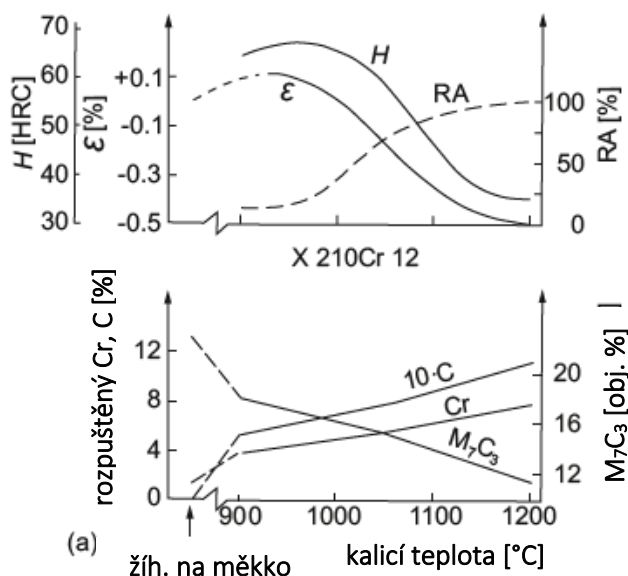 H [HRC]
70
60
50
40
30
ε [%]
+0.1
-0.1
-0.3
-0.5
H
ε
RA
RA [%]
100
50
0
X 210Cr 12
rozpuštěný Cr, C [%]
12
8
4
0
10·C
Cr
M₇C₃
M₇C₃ [obj. %]
20
16
12
900
1000
1100
1200
(a)
žíh. na měkko
kalicí teplota [°C]